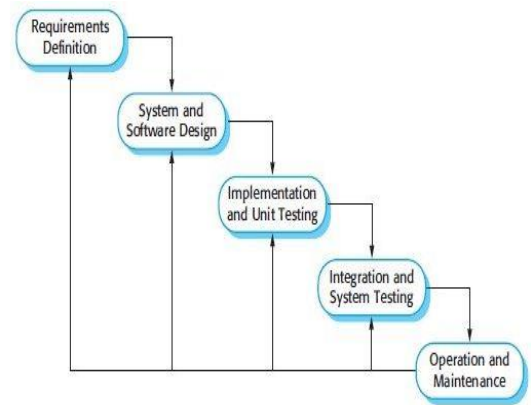 Requirements
Definition
System and
Software Design
Implementation
and Unit Testing
Integration and
System Testing
Operation and
Maintenance